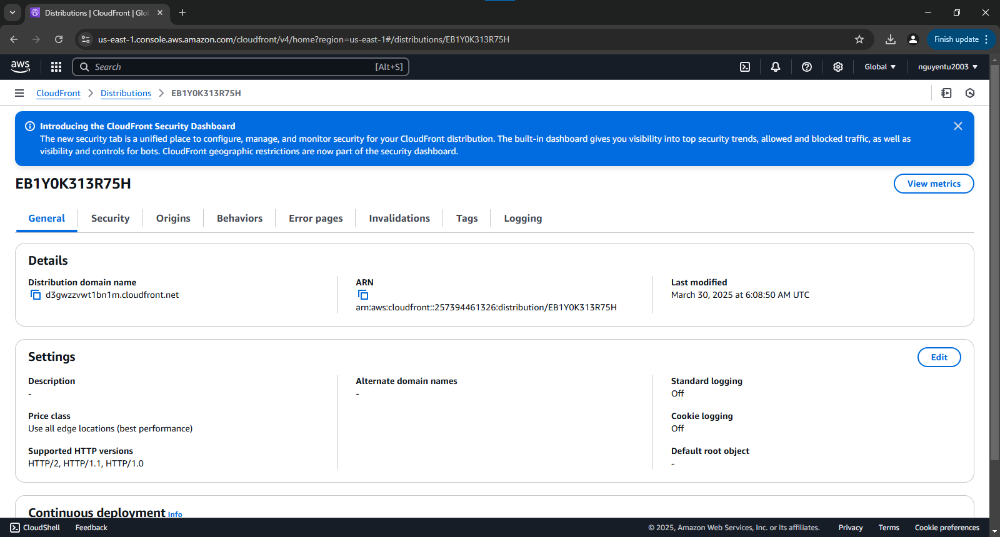 Distributions | CloudFront | Glo
us-east-1.console.aws.amazon.com/cloudfront/v4/home?region=us-east-1#/distributions/EB1Y0K313R75H
Finish update
aws
Search
[Alt+S]
Global
nguyentu2003
CloudFront
Distributions
EB1Y0K313R75H
Introducing the CloudFront Security Dashboard
The new security tab is a unified place to configure, manage, and monitor security for your CloudFront distribution. The built-in dashboard gives you visibility into top security trends, allowed and blocked traffic, as well as
visibility and controls for bots. CloudFront geographic restrictions are now part of the security dashboard.
EB1Y0K313R75H
View metrics
General
Security
Origins
Behaviors
Error pages
Invalidations
Tags
Logging
Details
Distribution domain name
d3gwzzvwt1bn1m.cloudfront.net
ARN
arn:aws:cloudfront::257394461326:distribution/EB1Y0K313R75H
Last modified
March 30, 2025 at 6:08:50 AM UTC
Settings
Edit
Description
-
Price class
Use all edge locations (best performance)
Supported HTTP versions
HTTP/2, HTTP/1.1, HTTP/1.0
Alternate domain names
-
Standard logging
Off
Cookie logging
Off
Default root object
-
Continuous deployment Info
CloudShell
Feedback
© 2025, Amazon Web Services, Inc. or its affiliates.
Privacy
Terms
Cookie preferences